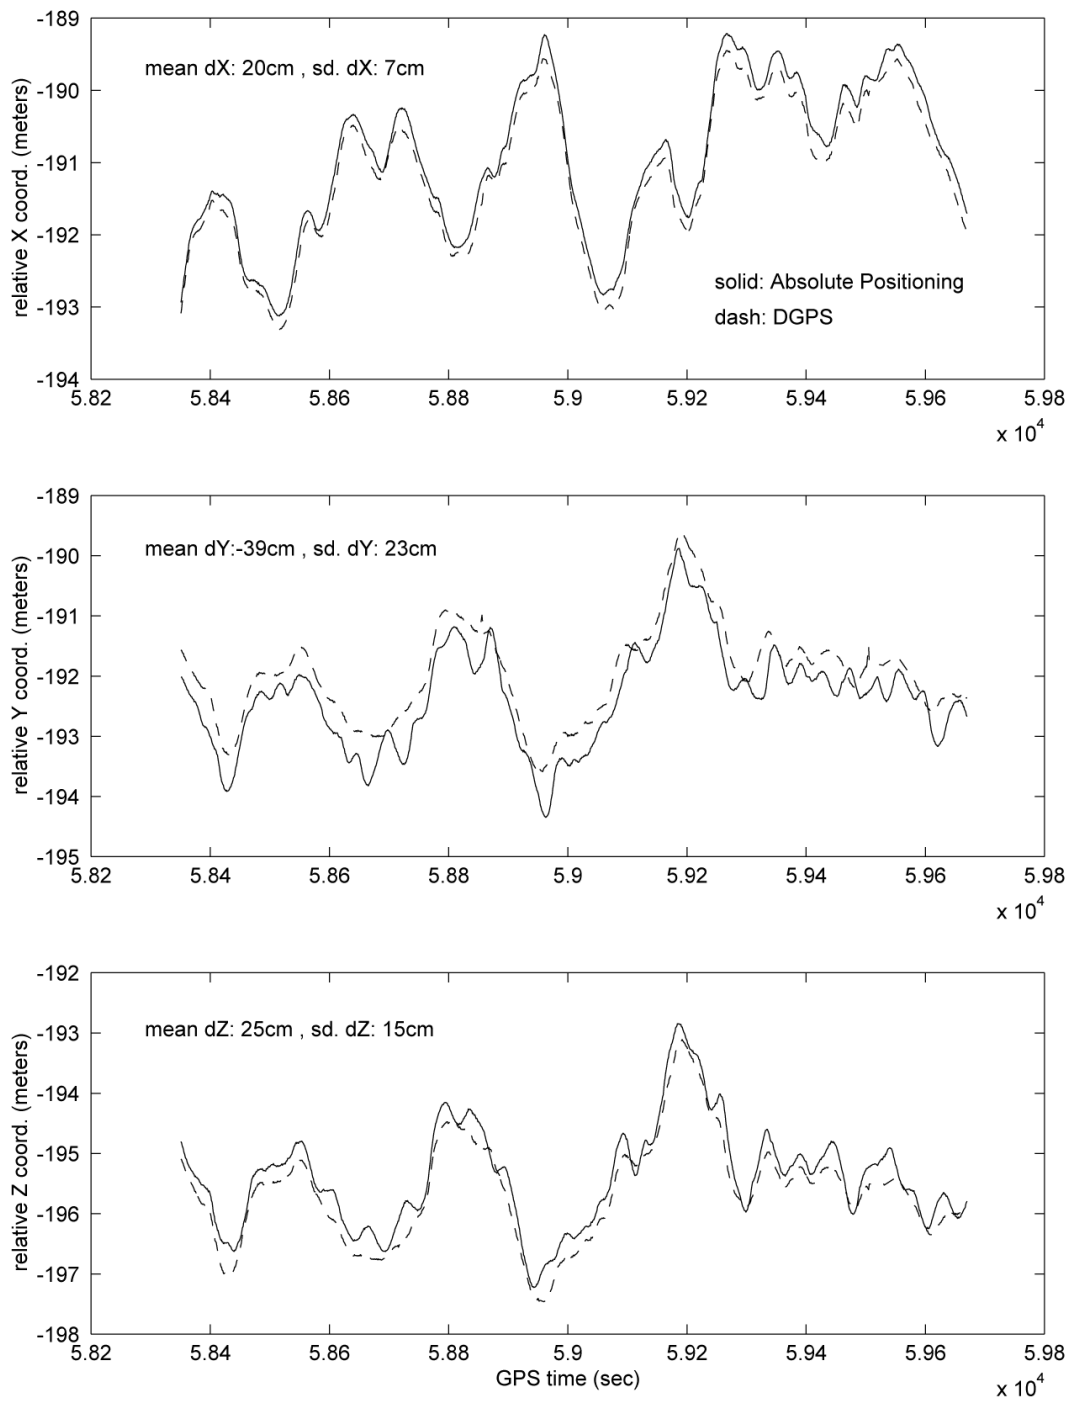 -189
-190
-191
-192
-193
-194
relative X coord. (meters)
mean dX: 20cm , sd. dX: 7cm
solid: Absolute Positioning
dash: DGPS
5.82 5.84 5.86 5.88 5.9 5.92 5.94 5.96 5.98
x 10^4
-189
-190
-191
-192
-193
-194
-195
relative Y coord. (meters)
mean dY:-39cm , sd. dY: 23cm
5.82 5.84 5.86 5.88 5.9 5.92 5.94 5.96 5.98
x 10^4
-192
-193
-194
-195
-196
-197
-198
relative Z coord. (meters)
mean dZ: 25cm , sd. dZ: 15cm
5.82 5.84 5.86 5.88 5.9 5.92 5.94 5.96 5.98
GPS time (sec)
x 10^4